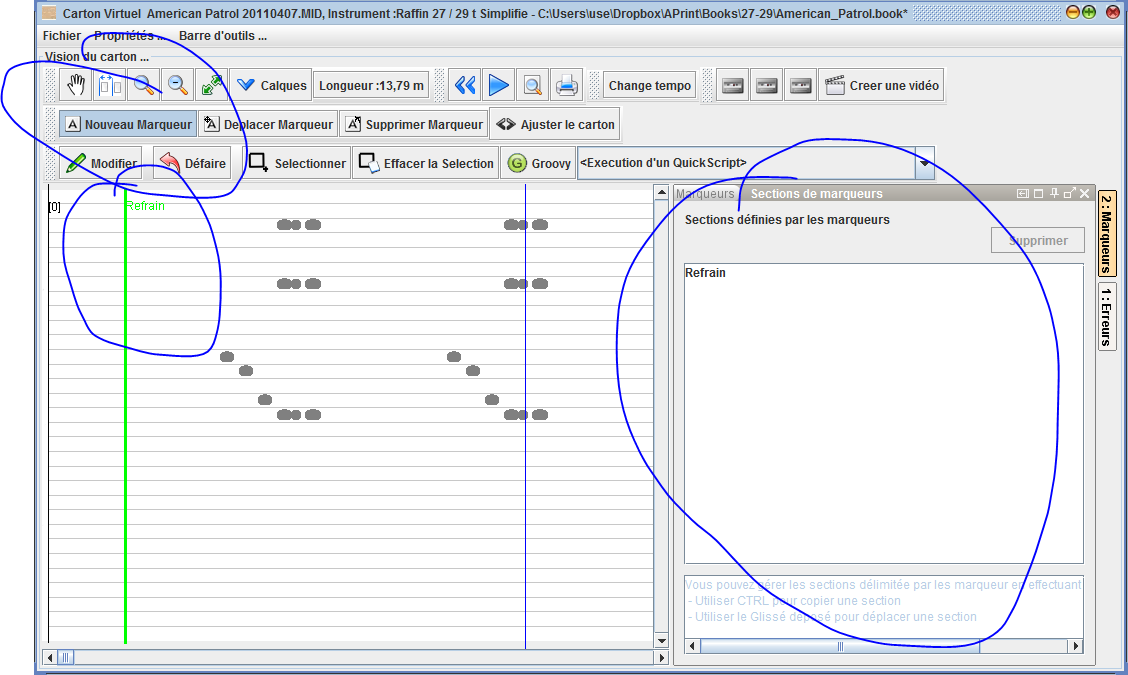 Carton Virtuel American Patrol 20110407.MID, Instrument :Raffin 27 / 29 t Simplifie - C:\Users\use\Dropbox\APrint\Books\27-29\American_Patrol.book*
Fichier Propriétés ... Barre d'outils ...
Vision du carton ...
Calques Longueur :13,79 m Change tempo Creer une vidéo
A Nouveau Marqueur A Deplacer Marqueur A Supprimer Marqueur Ajuster le carton
Modifier Défaire Selectionner Effacer la Selection G Groovy <Execution d'un QuickScript>
[0] Refrain
Marqueurs Sections de marqueurs
Sections définies par les marqueurs
Supprimer
Refrain
Vous pouvez gérer les sections délimitée par les marqueur en effectuant
- Utiliser CTRL pour copier une section
- Utiliser le Glissé déposé pour déplacer une section
2 : Marqueurs
1 : Erreurs